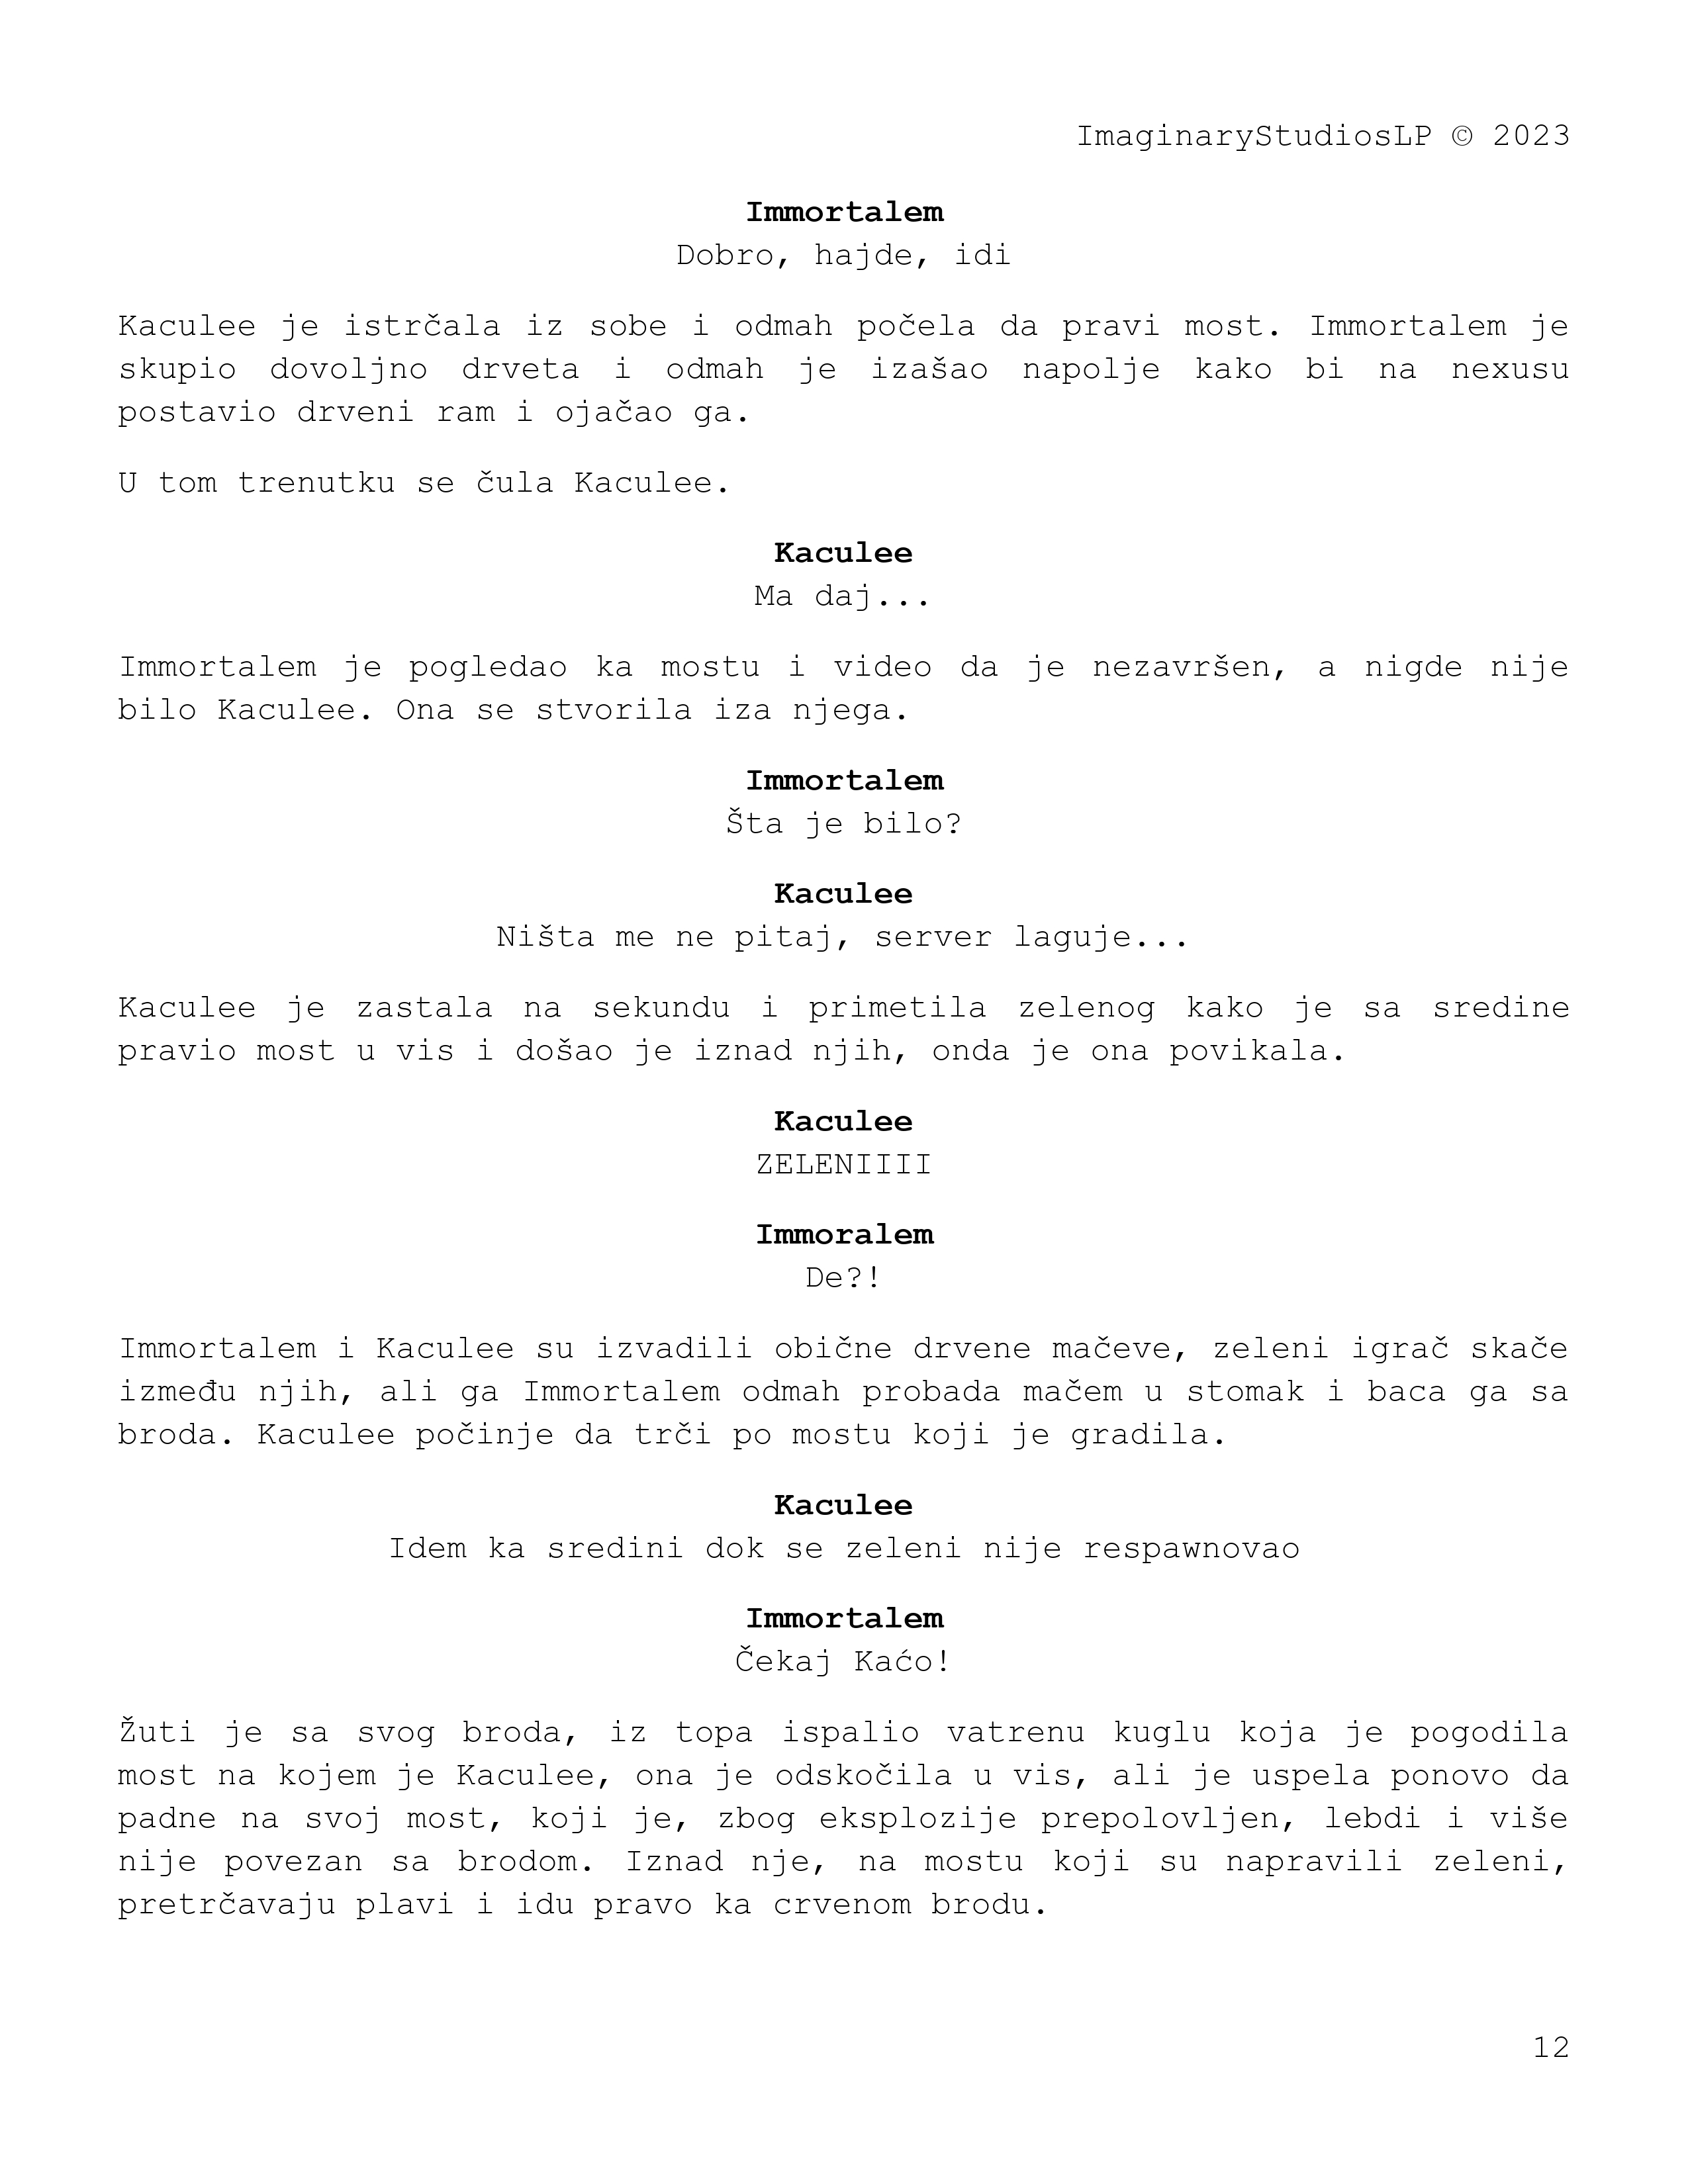 ImaginaryStudiosLP © 2023
Immortalem
Dobro, hajde, idi
Kaculee je istrčala iz sobe i odmah počela da pravi most. Immortalem je
skupio dovoljno drveta i odmah je izašao napolje kako bi na nexusu
postavio drveni ram i ojačao ga.
U tom trenutku se čula Kaculee.
Kaculee
Ma daj...
Immortalem je pogledao ka mostu i video da je nezavršen, a nigde nije
bilo Kaculee. Ona se stvorila iza njega.
Immortalem
Šta je bilo?
Kaculee
Ništa me ne pitaj, server laguje...
Kaculee je zastala na sekundu i primetila zelenog kako je sa sredine
pravio most u vis i došao je iznad njih, onda je ona povikala.
Kaculee
ZELENIIII
Immoralem
De?!
Immortalem i Kaculee su izvadili obične drvene mačeve, zeleni igrač skače
između njih, ali ga Immortalem odmah probada mačem u stomak i baca ga sa
broda. Kaculee počinje da trči po mostu koji je gradila.
Kaculee
Idem ka sredini dok se zeleni nije respawnovao
Immortalem
Čekaj Kaćo!
Žuti je sa svog broda, iz topa ispalio vatrenu kuglu koja je pogodila
most na kojem je Kaculee, ona je odskočila u vis, ali je uspela ponovo da
padne na svoj most, koji je, zbog eksplozije prepolovljen, lebdi i više
nije povezan sa brodom. Iznad nje, na mostu koji su napravili zeleni,
pretrčavaju plavi i idu pravo ka crvenom brodu.
12